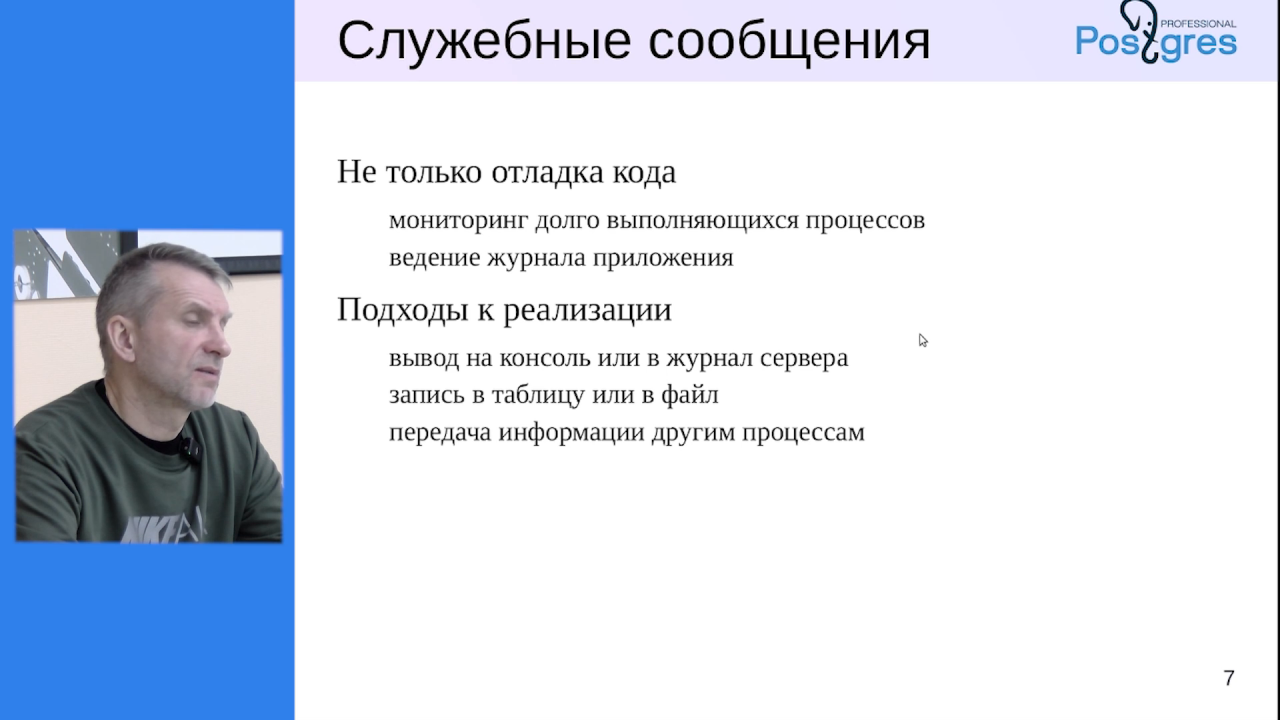 Служебные сообщения
PROFESSIONAL
Postgres
Не только отладка кода
мониторинг долго выполняющихся процессов
ведение журнала приложения
Подходы к реализации
вывод на консоль или в журнал сервера
запись в таблицу или в файл
передача информации другим процессам
NIKE
7